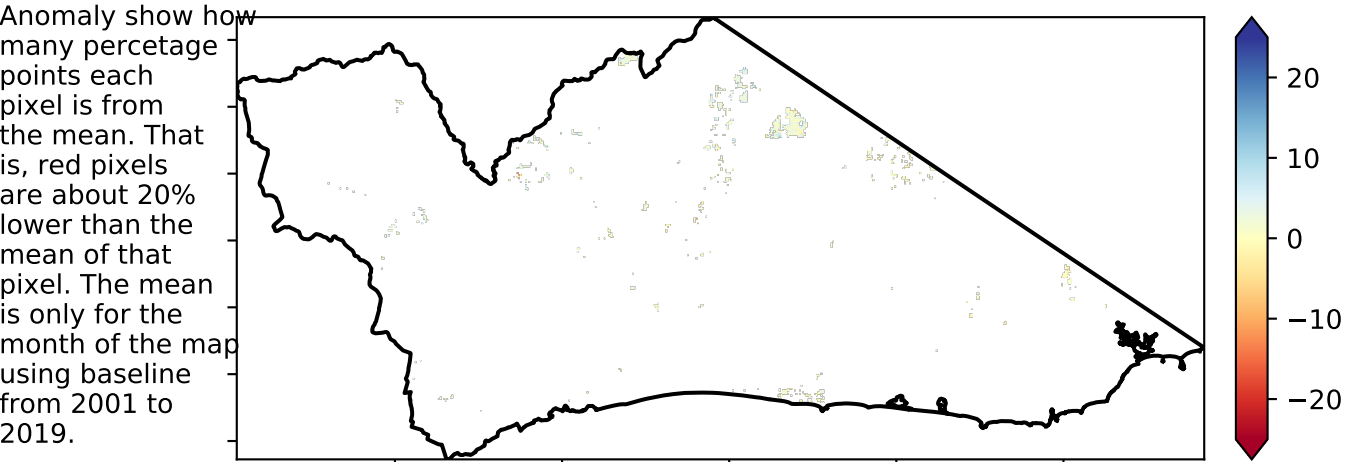 Anomaly show how
many percetage
points each
pixel is from
the mean. That
is, red pixels
are about 20%
lower than the
mean of that
pixel. The mean
is only for the
month of the map
using baseline
from 2001 to
2019.
20
10
0
−10
−20